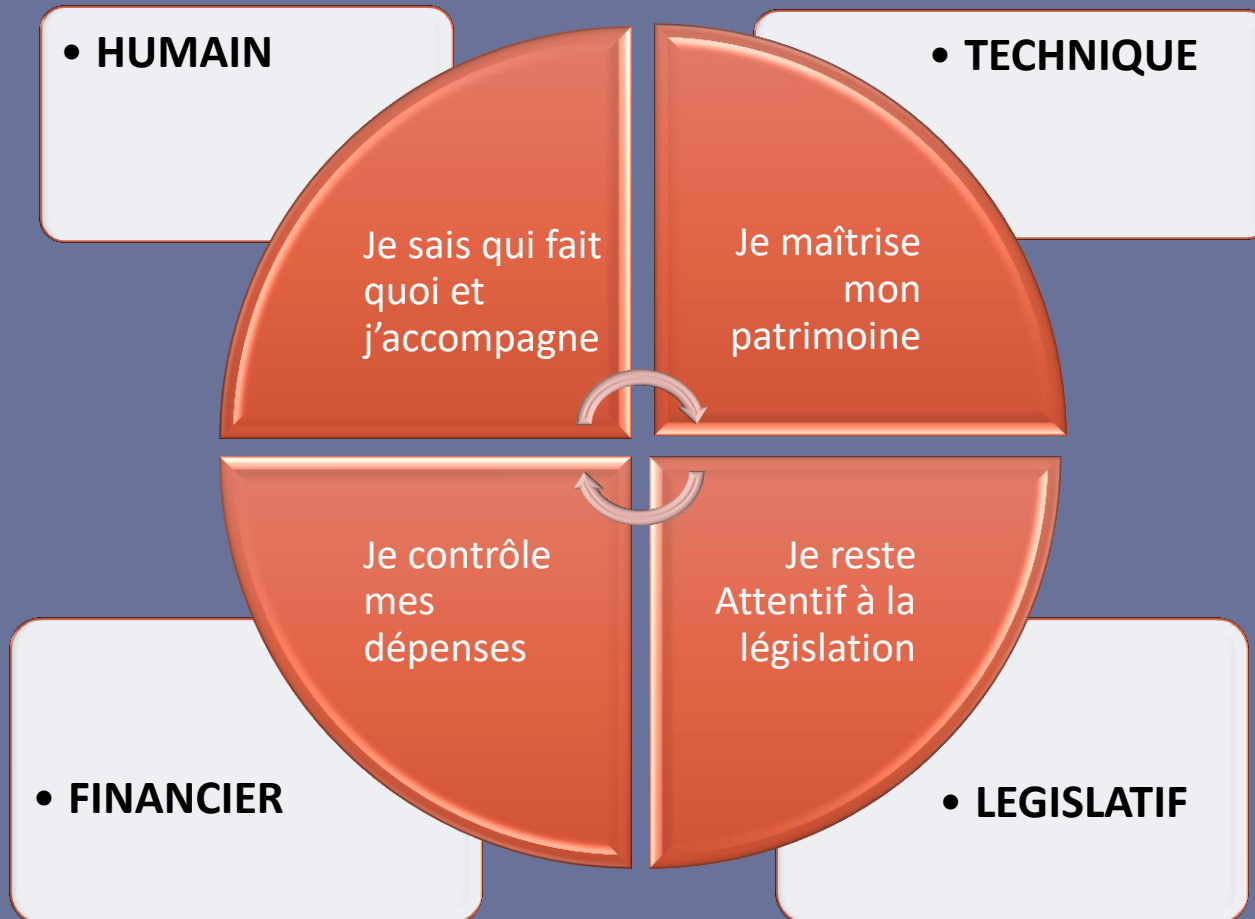 • HUMAIN
Je sais qui fait
quoi et
j’accompagne
• TECHNIQUE
Je maîtrise
mon
patrimoine
Je contrôle
mes
dépenses
• FINANCIER
Je reste
Attentif à la
législation
• LEGISLATIF